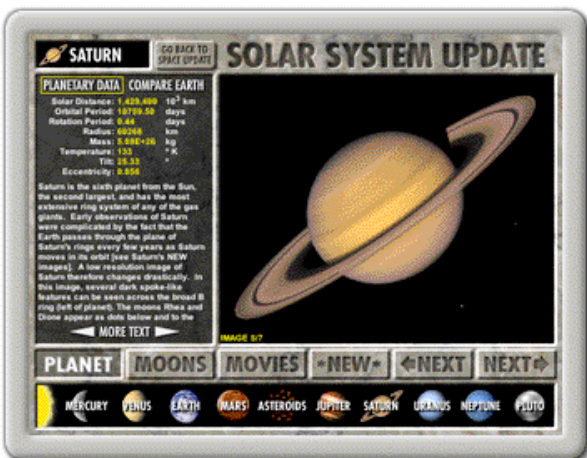 SATURN
GO BACK TO
SPACE UPDATE
SOLAR SYSTEM UPDATE
PLANETARY DATA COMPARE EARTH
Solar Distance: 1,429,400 10³ km
Orbital Period: 10759.50 days
Rotation Period: 0.44 days
Radius: 60268 km
Mass: 5.69E+26 kg
Temperature: 133 ° K
Tilt: 25.33 °
Eccentricity: 0.056
Saturn is the sixth planet from the Sun,
the second largest, and has the most
extensive ring system of any of the gas
giants. Early observations of Saturn
were complicated by the fact that the
Earth passes through the plane of
Saturn's rings every few years as Saturn
moves in its orbit [see Saturn's NEW
images]. A low resolution image of
Saturn therefore changes drastically. In
this image, several dark spoke-like
features can be seen across the broad B
ring (left of planet). The moons Rhea and
Dione appear as dots below and to the
MORE TEXT
IMAGE 5/7
PLANET MOONS MOVIES *NEW* NEXT NEXT
MERCURY VENUS EARTH MARS ASTEROIDS JUPITER SATURN URANUS NEPTUNE PLUTO